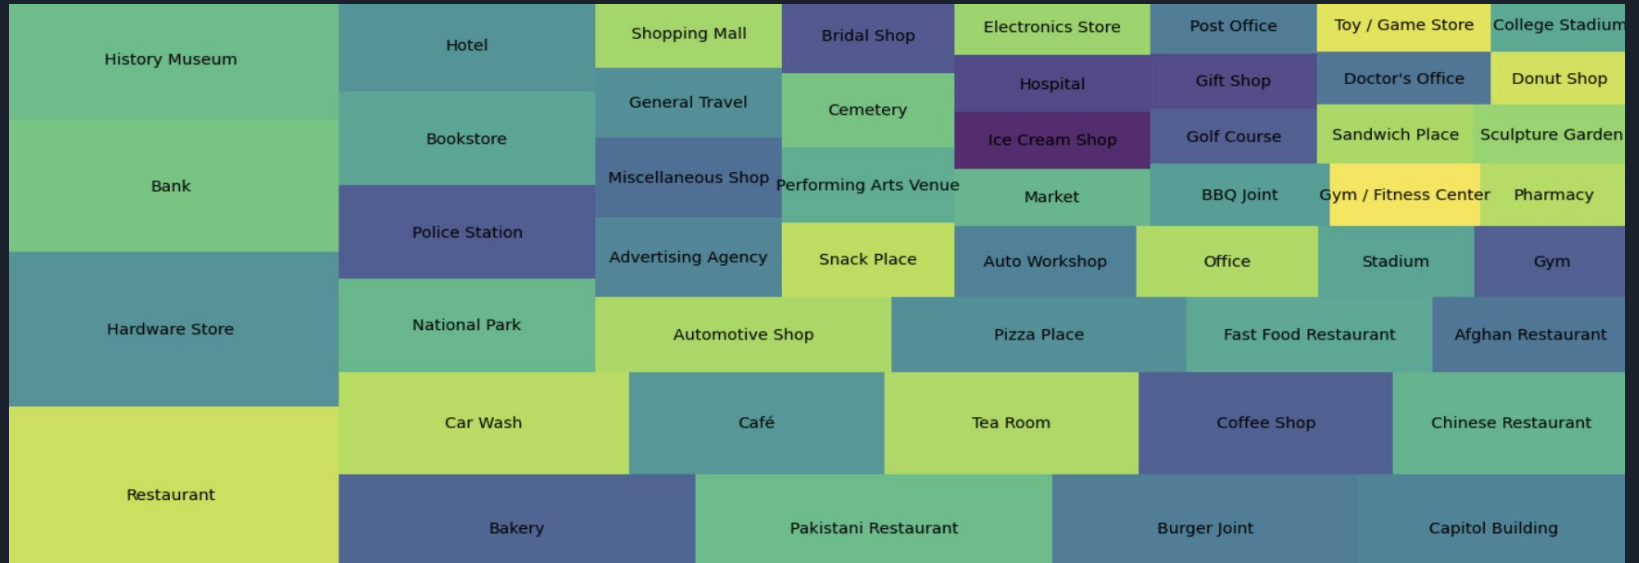 History Museum
Bank
Hardware Store
Restaurant
Hotel
Bookstore
Police Station
National Park
Shopping Mall
General Travel
Miscellaneous Shop
Advertising Agency
Bridal Shop
Cemetery
Performing Arts Venue
Snack Place
Electronics Store
Hospital
Ice Cream Shop
Market
Post Office
Gift Shop
Golf Course
BBQ Joint
Toy / Game Store
College Stadium
Doctor's Office
Donut Shop
Sandwich Place
Sculpture Garden
Gym / Fitness Center
Pharmacy
Auto Workshop
Office
Stadium
Gym
Automotive Shop
Pizza Place
Fast Food Restaurant
Afghan Restaurant
Car Wash
Café
Tea Room
Coffee Shop
Chinese Restaurant
Bakery
Pakistani Restaurant
Burger Joint
Capitol Building